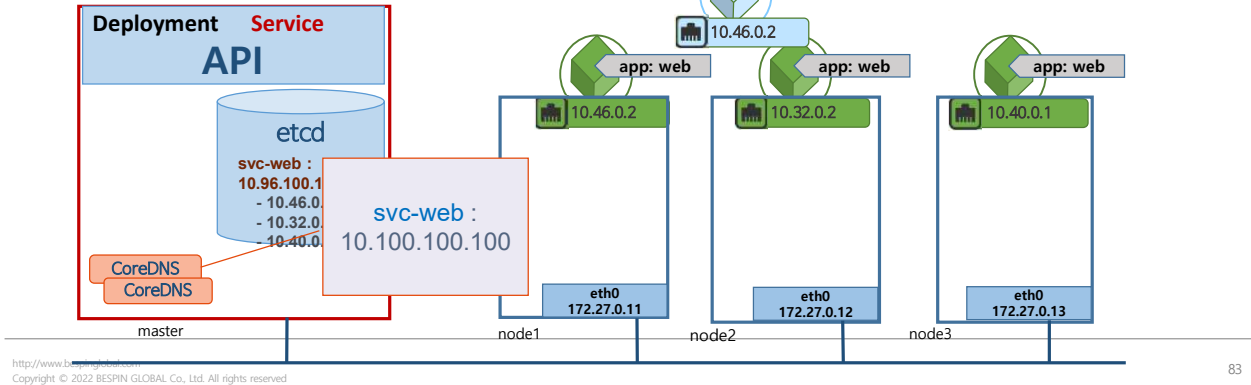 Deployment Service
API
etcd
svc-web :
10.96.100.1
- 10.46.0.
- 10.32.0.
- 10.40.0.
svc-web :
10.100.100.100
CoreDNS
CoreDNS
master
10.46.0.2
app: web
10.46.0.2
eth0
172.27.0.11
node1
app: web
10.32.0.2
eth0
172.27.0.12
node2
app: web
10.40.0.1
eth0
172.27.0.13
node3
http://www.bespinglobal.com
Copyright © 2022 BESPIN GLOBAL Co., Ltd. All rights reserved
83